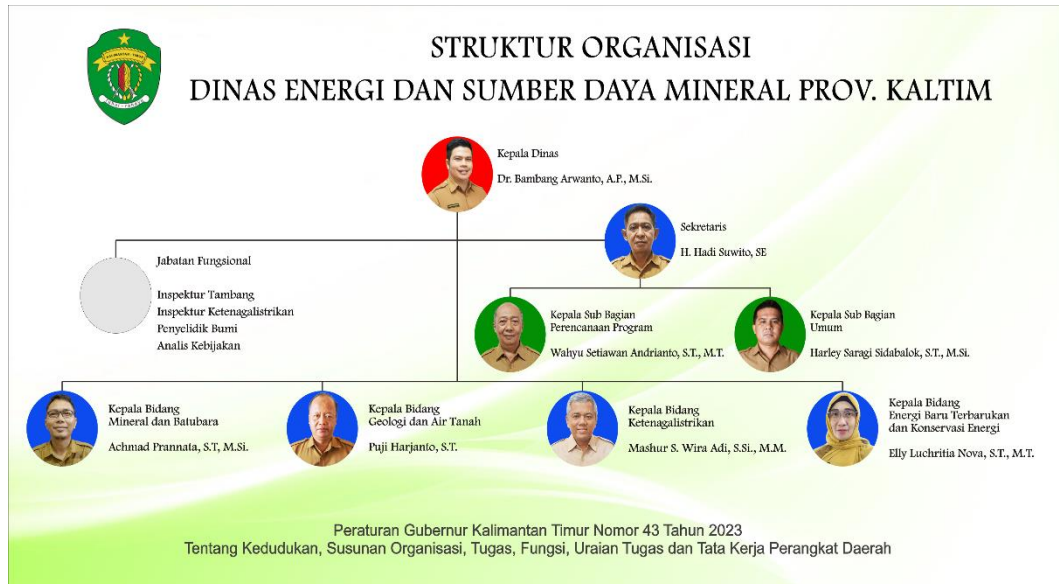 STRUKTUR ORGANISASI
DINAS ENERGI DAN SUMBER DAYA MINERAL PROV. KALTIM
KALIMANTAN TIMUR
Kepala Dinas
Dr. Bambang Arwanto, A.P., M.Si.
Sekretaris
H. Hadi Suwito, SE
Jabatan Fungsional
Inspektur Tambang
Inspektur Ketenagalistrikan
Penyelidik Bumi
Analis Kebijakan
Kepala Sub Bagian
Perencanaan Program
Wahyu Setiawan Andrianto, S.T., M.T.
Kepala Sub Bagian
Umum
Harley Saragi Sidabalok, S.T., M.Si.
Kepala Bidang
Mineral dan Batubara
Achmad Prannata, S.T, M.Si.
Kepala Bidang
Geologi dan Air Tanah
Puji Harjanto, S.T.
Kepala Bidang
Ketenagalistrikan
Mashur S. Wira Adi, S.Si., M.M.
Kepala Bidang
Energi Baru Terbarukan
dan Konservasi Energi
Elly Luchritia Nova, S.T., M.T.
Peraturan Gubernur Kalimantan Timur Nomor 43 Tahun 2023
Tentang Kedudukan, Susunan Organisasi, Tugas, Fungsi, Uraian Tugas dan Tata Kerja Perangkat Daerah